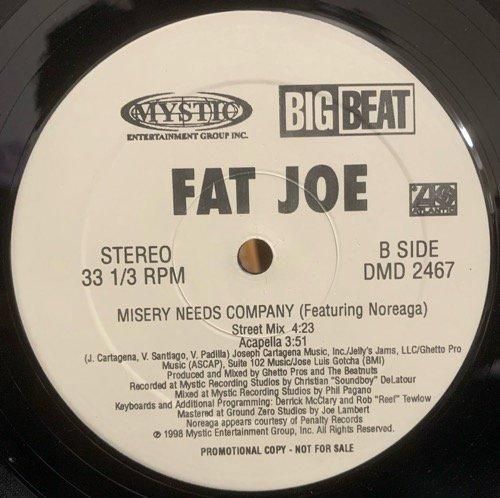 MYSTIC
ENTERTAINMENT GROUP INC.
BIG BEAT
FAT JOE
ATLANTIC
STEREO
33 1/3 RPM
B SIDE
DMD 2467
MISERY NEEDS COMPANY (Featuring Noreaga)
Street Mix 4:23
Acapella 3:51
(J. Cartagena, V. Santiago, V. Padilla) Joseph Cartagena Music, Inc./Jelly's Jams, LLC/Ghetto Pro
Music (ASCAP), Suite 102 Music/Jose Luis Gotcha (BMI)
Produced and Mixed by Ghetto Pros and The Beatnuts
Recorded at Mystic Recording Studios by Christian "Soundboy" DeLatour
Mixed at Mystic Recording Studios by Phil Pagano
Keyboards and Additional Programming: Derrick McClary and Rob "Reef" Tewlow
Mastered at Ground Zero Studios by Joe Lambert
Noreaga appears courtesy of Penalty Records
℗1998 Mystic Entertainment Group, Inc. All Rights Reserved.
PROMOTIONAL COPY - NOT FOR SALE